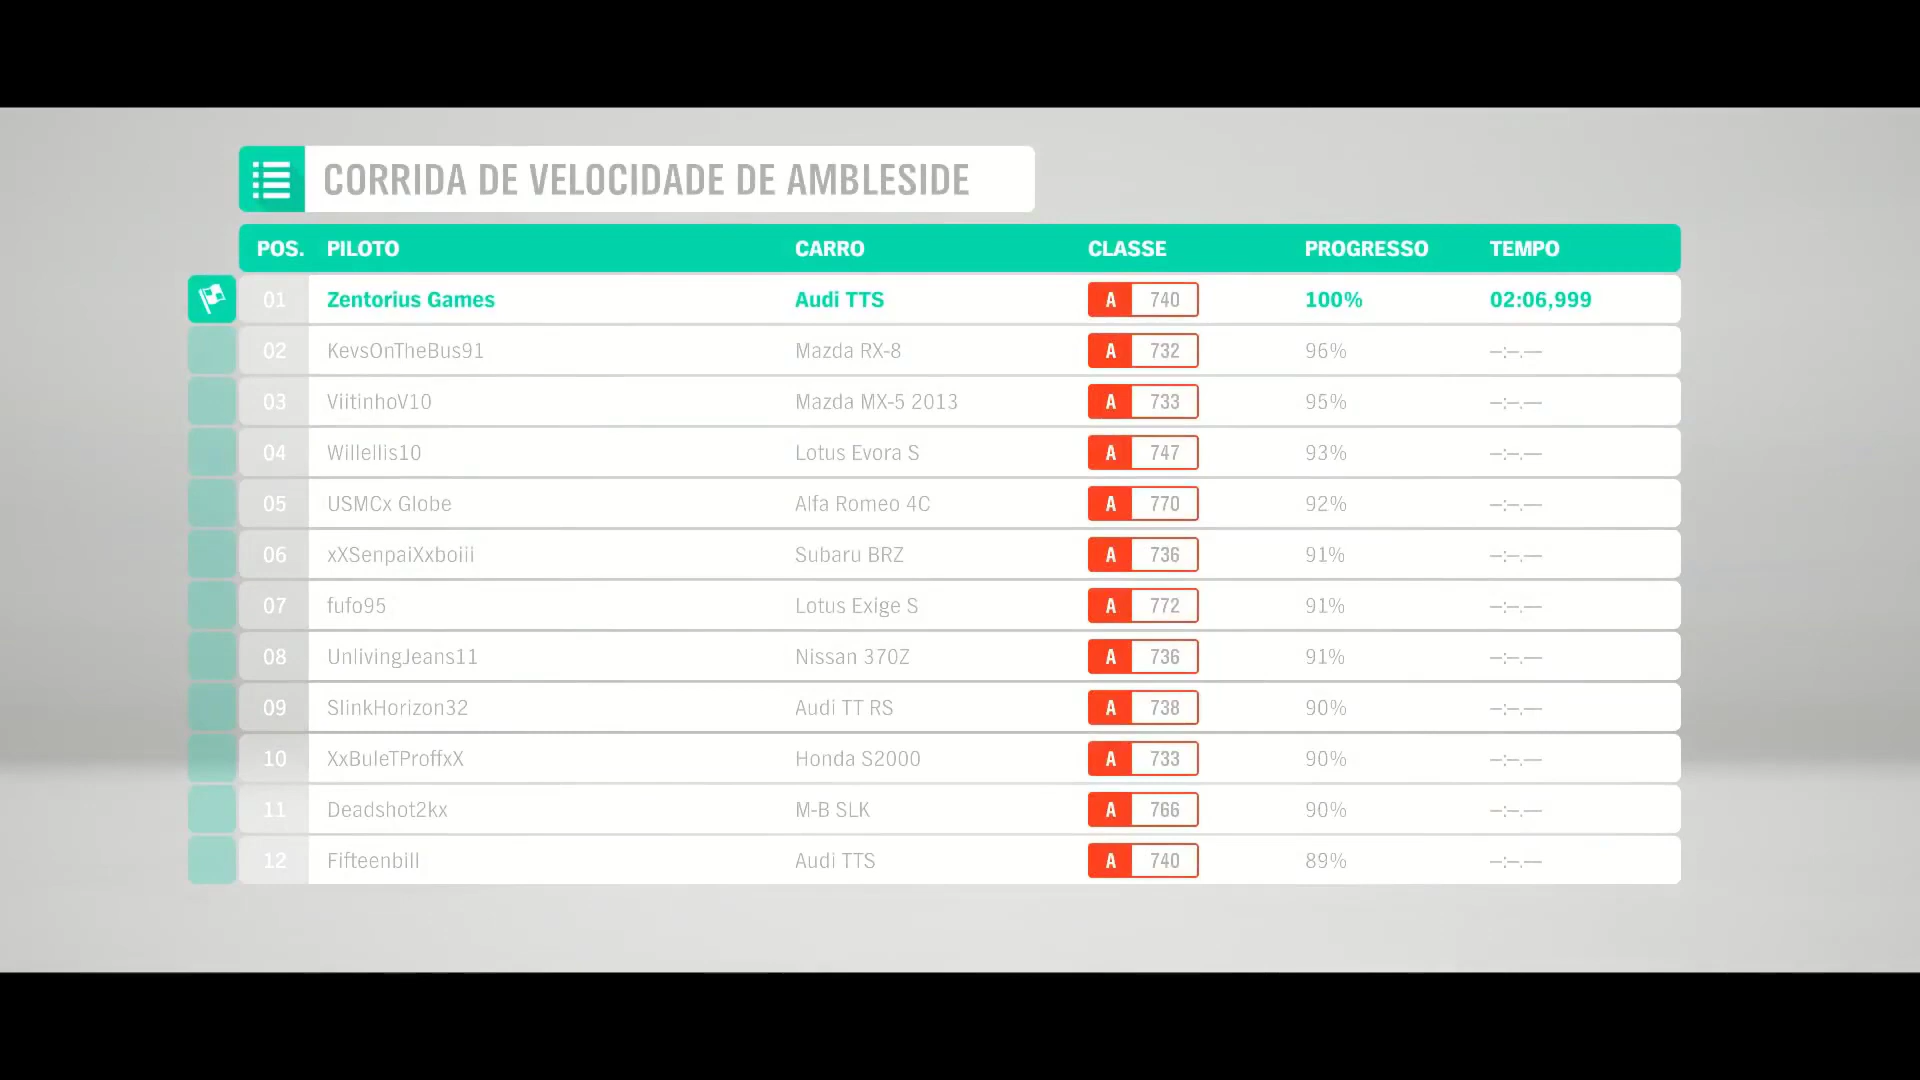 CORRIDA DE VELOCIDADE DE AMBLESIDE
POS. PILOTO CARRO CLASSE PROGRESSO TEMPO
01 Zentorius Games Audi TTS A 740 100% 02:06,999
02 KevsOnTheBus91 Mazda RX-8 A 732 96% --:--.---
03 ViitinhoV10 Mazda MX-5 2013 A 733 95% --:--.---
04 Willellis10 Lotus Evora S A 747 93% --:--.---
05 USMCx Globe Alfa Romeo 4C A 770 92% --:--.---
06 xXSenpaiXxboiii Subaru BRZ A 736 91% --:--.---
07 fufo95 Lotus Exige S A 772 91% --:--.---
08 UnlivingJeans11 Nissan 370Z A 736 91% --:--.---
09 SlinkHorizon32 Audi TT RS A 738 90% --:--.---
10 XxBuleTProffxX Honda S2000 A 733 90% --:--.---
11 Deadshot2kx M-B SLK A 766 90% --:--.---
12 Fifteenbill Audi TTS A 740 89% --:--.---